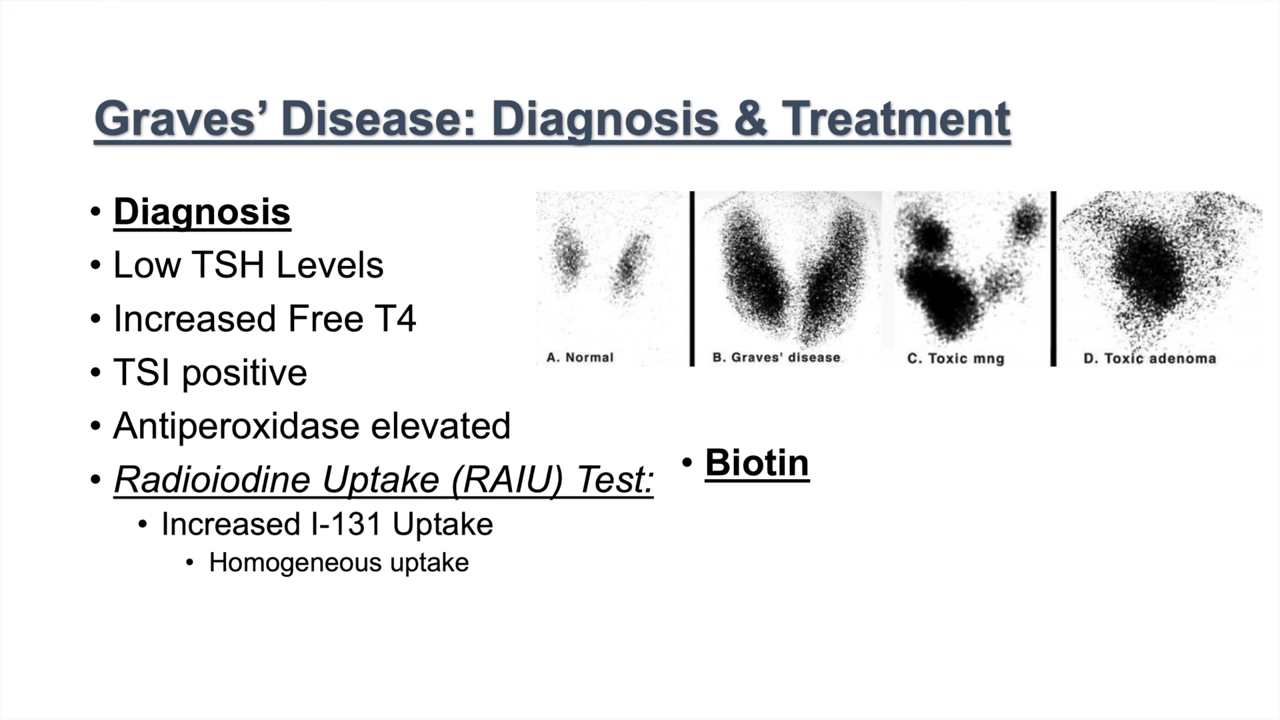 Graves’ Disease: Diagnosis & Treatment
• Diagnosis
• Low TSH Levels
• Increased Free T4
• TSI positive
• Antiperoxidase elevated
• Radioiodine Uptake (RAIU) Test:
• Increased I-131 Uptake
• Homogeneous uptake
A. Normal
B. Graves' disease
C. Toxic mng
D. Toxic adenoma
• Biotin